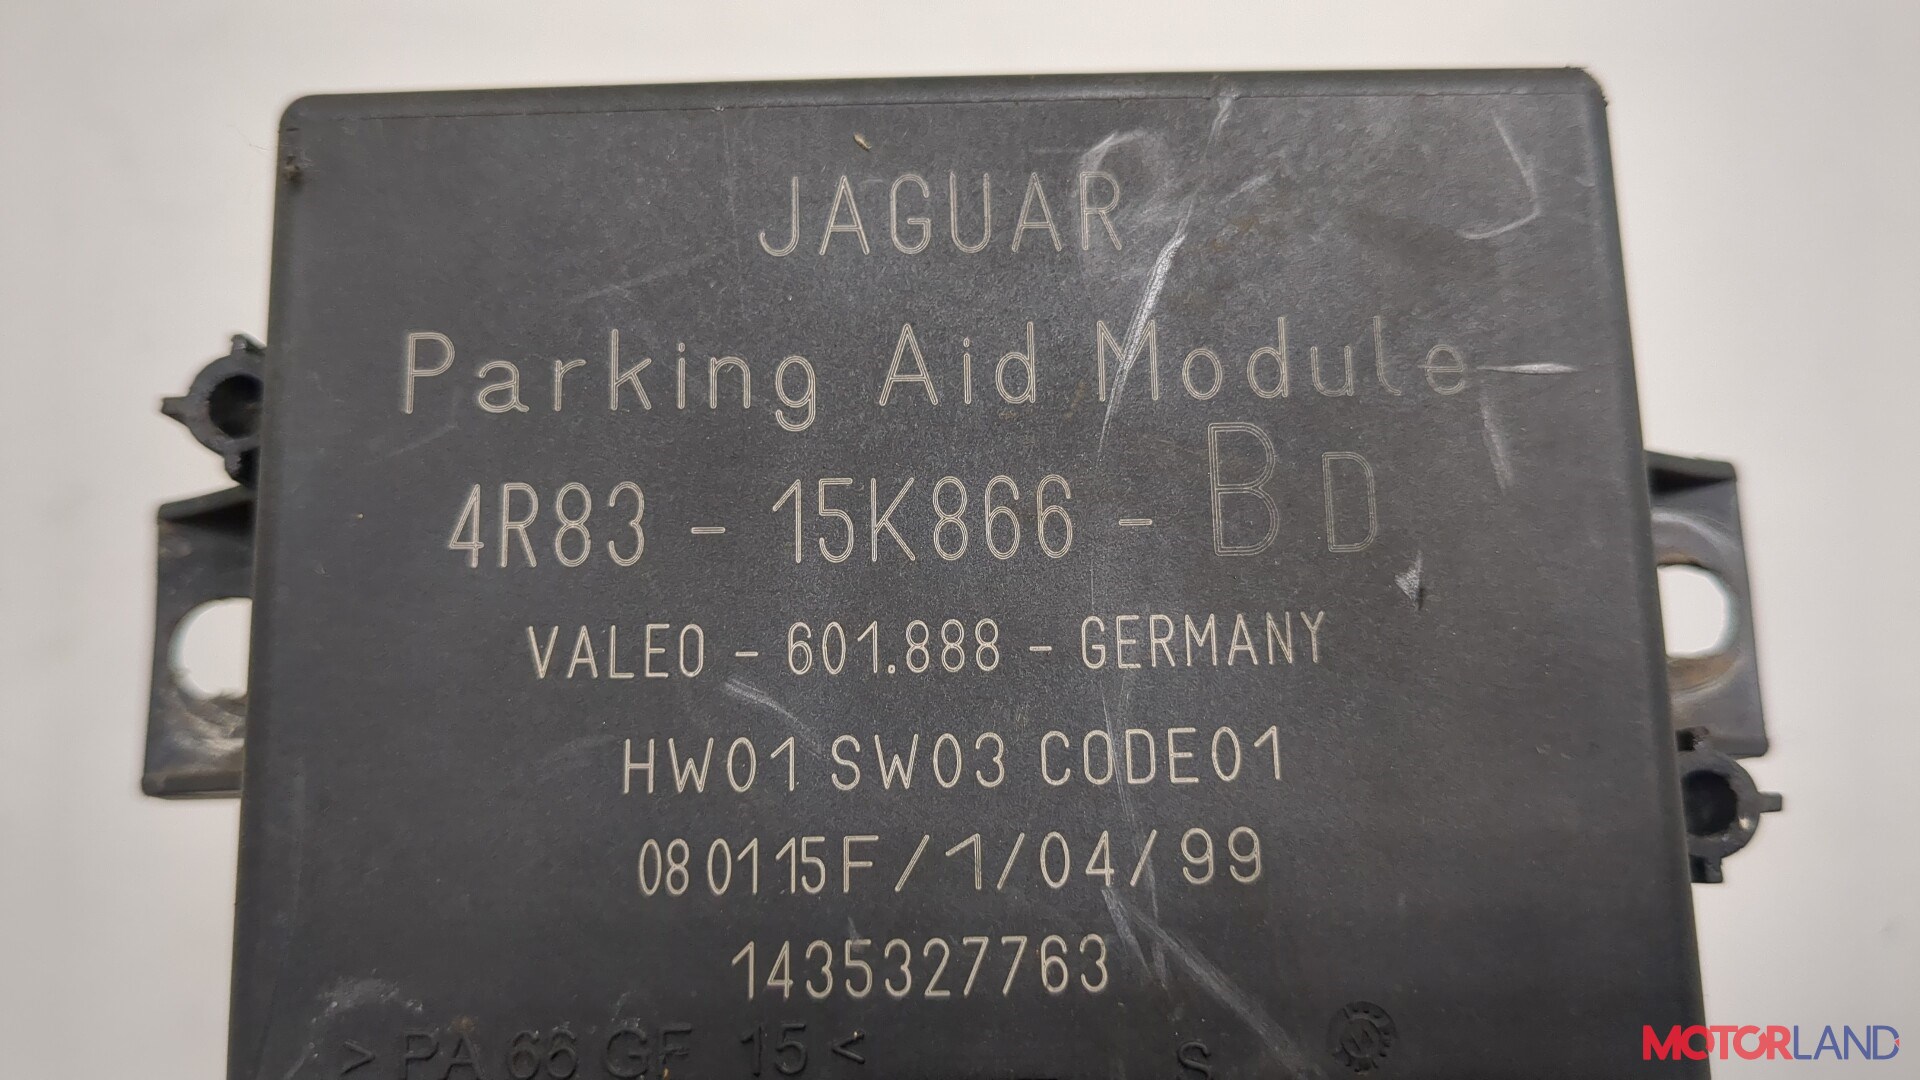 JAGUAR
Parking Aid Module
4R83 - 15K866 - BD
VALEO - 601.888 - GERMANY
HW01 SW03 CODE01
080115F/1/04/99
1435327763
>PA 66 GF 15<
S
MOTORLAND